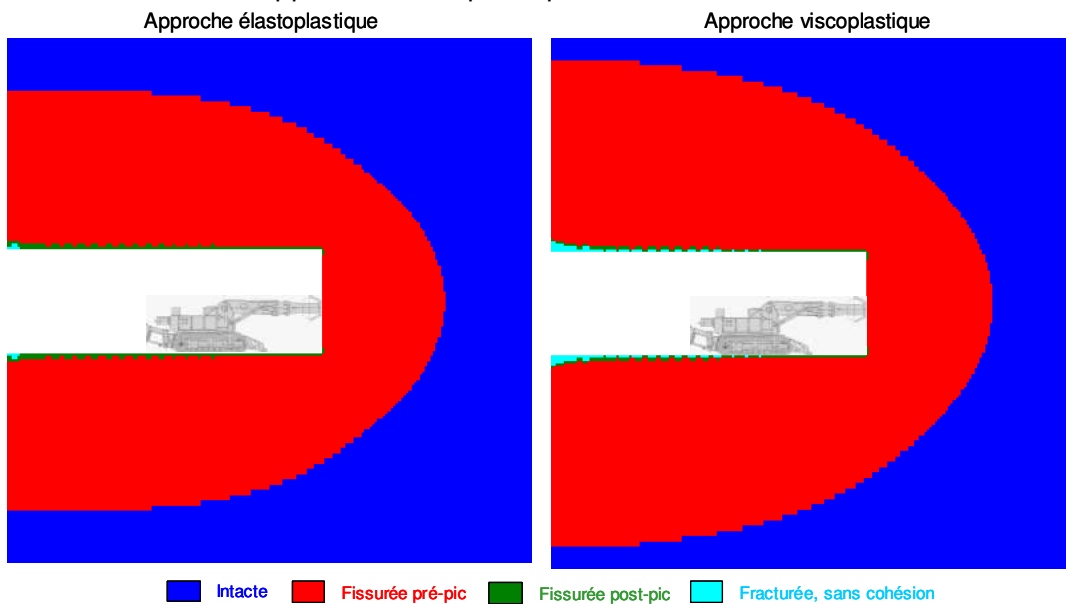 Approche élastoplastique
Approche viscoplastique
Intacte
Fissurée pré-pic
Fissurée post-pic
Fracturée, sans cohésion